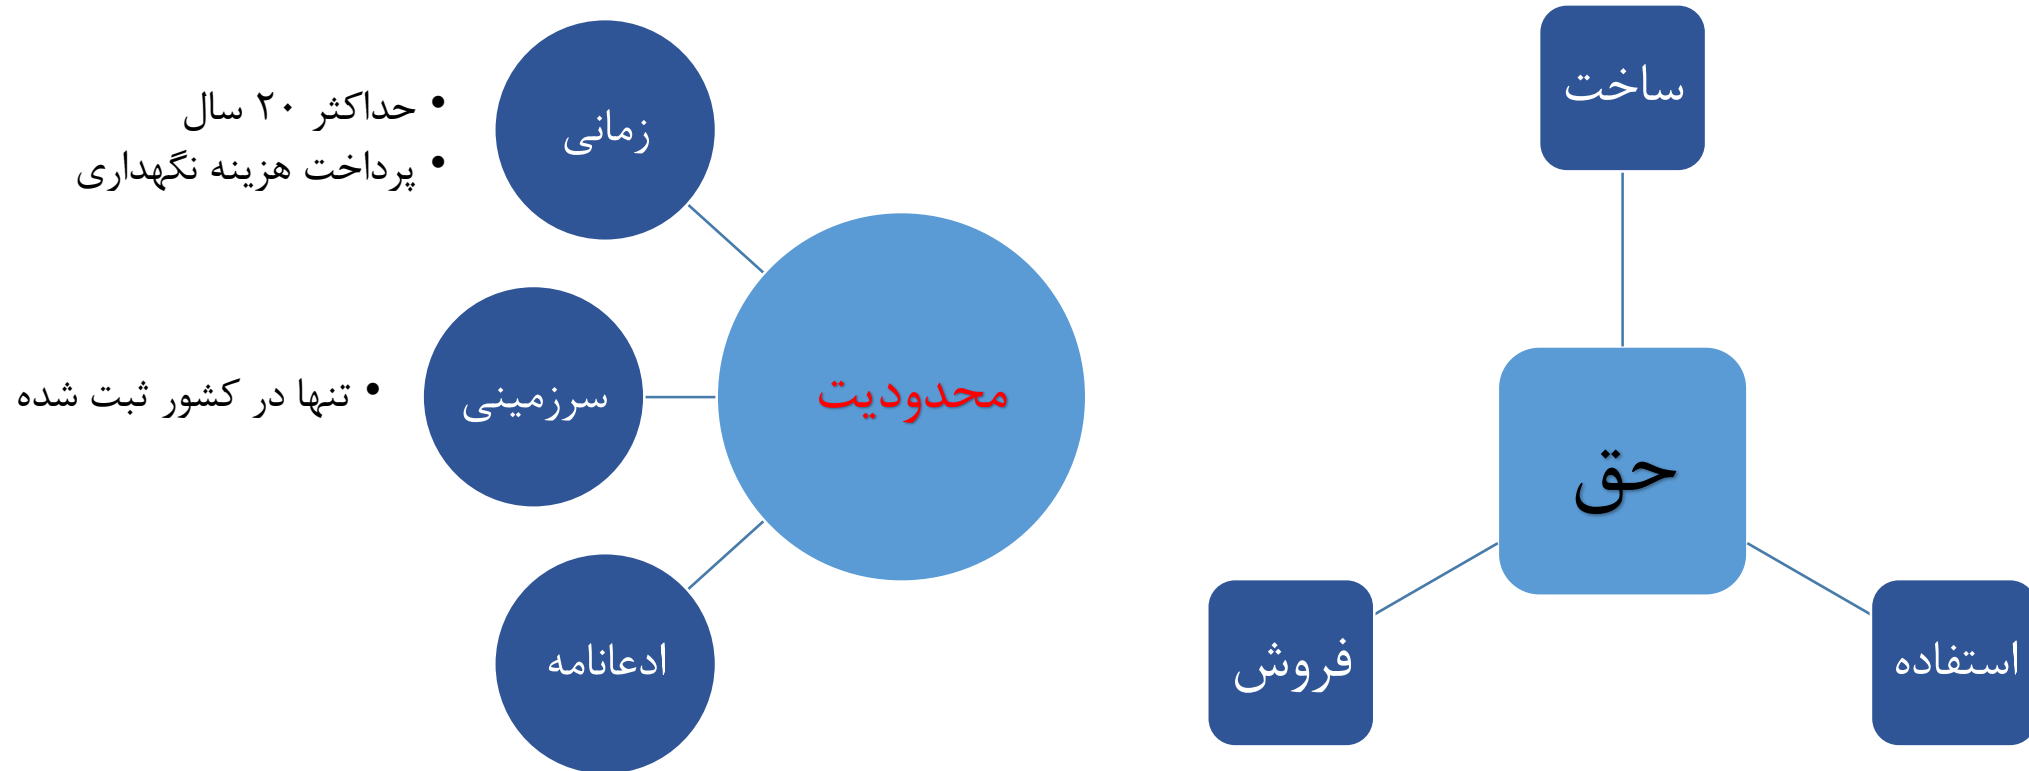 ساخت
حق
استفاده
فروش
محدودیت
زمانی
• حداکثر ۲۰ سال
• پرداخت هزینه نگهداری
سرزمینی
• تنها در کشور ثبت شده
ادعانامه